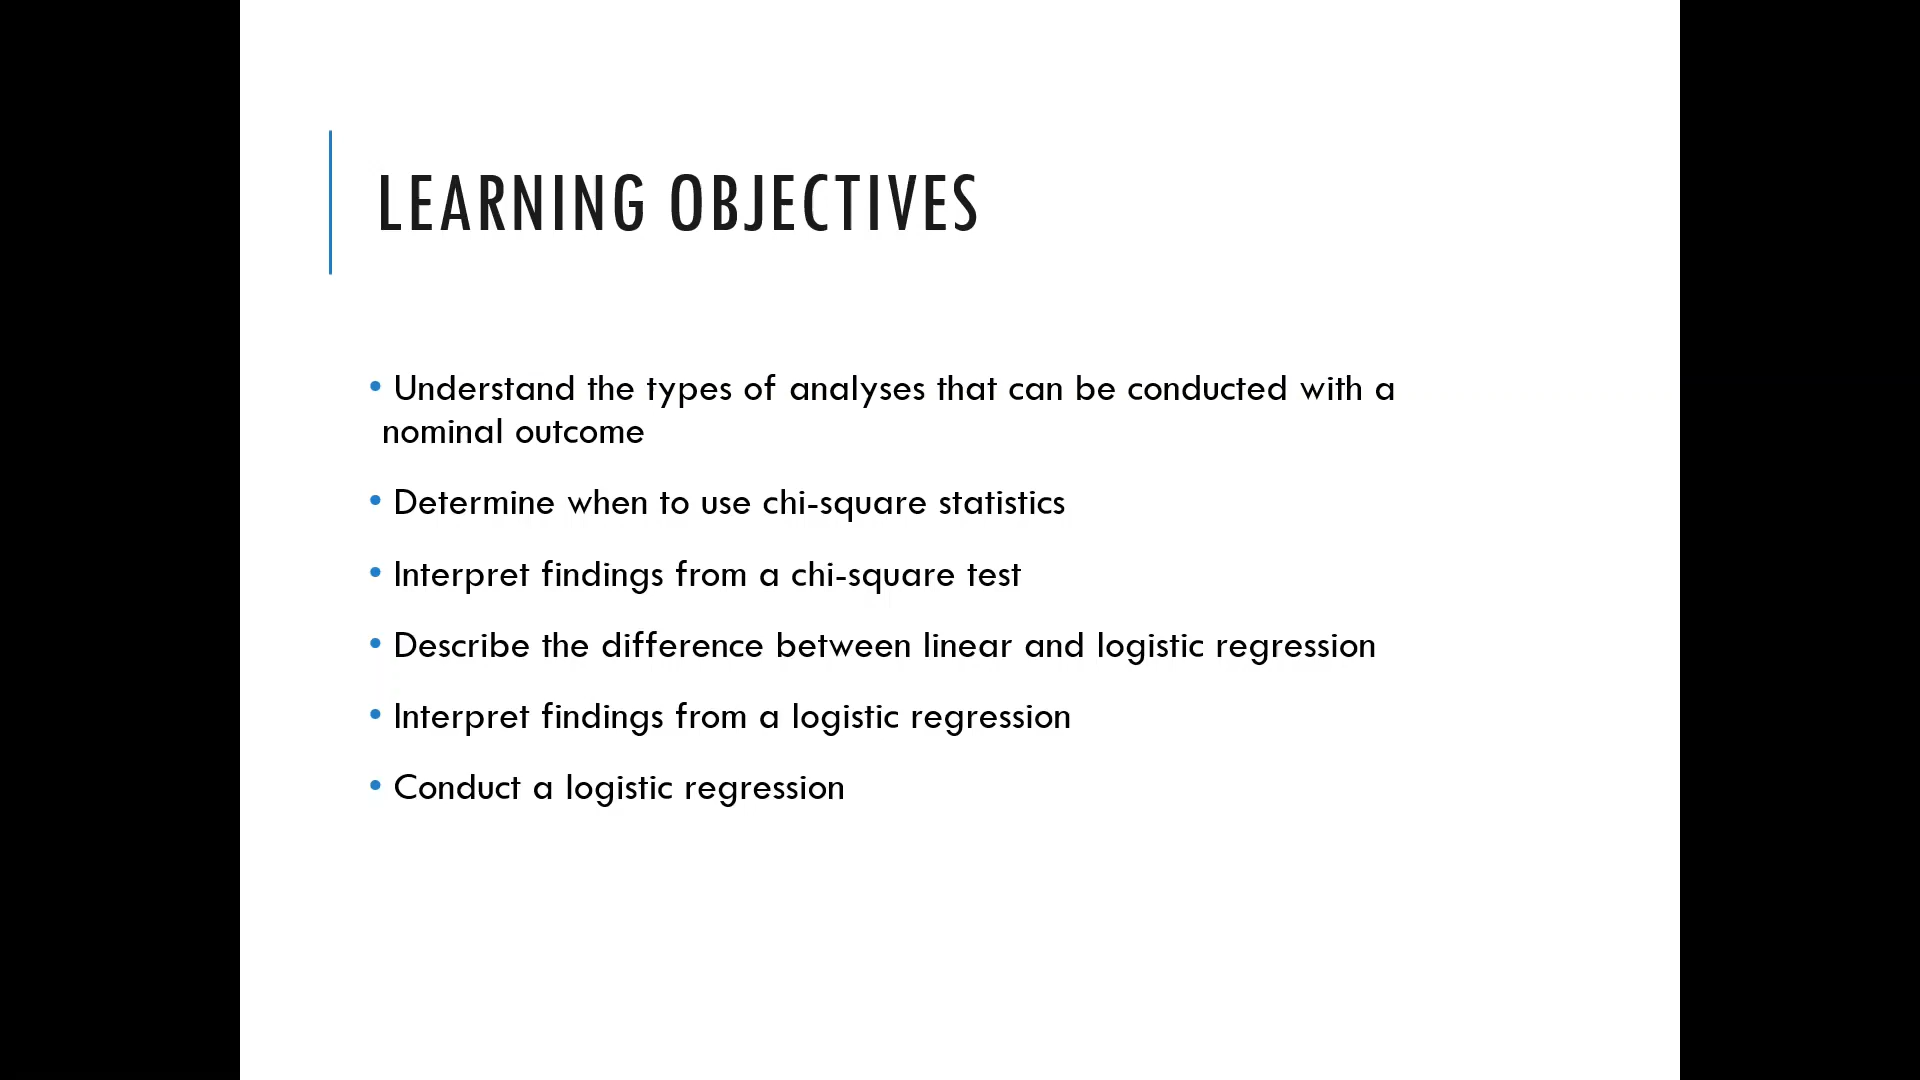 LEARNING OBJECTIVES
• Understand the types of analyses that can be conducted with a
nominal outcome
• Determine when to use chi-square statistics
• Interpret findings from a chi-square test
• Describe the difference between linear and logistic regression
• Interpret findings from a logistic regression
• Conduct a logistic regression